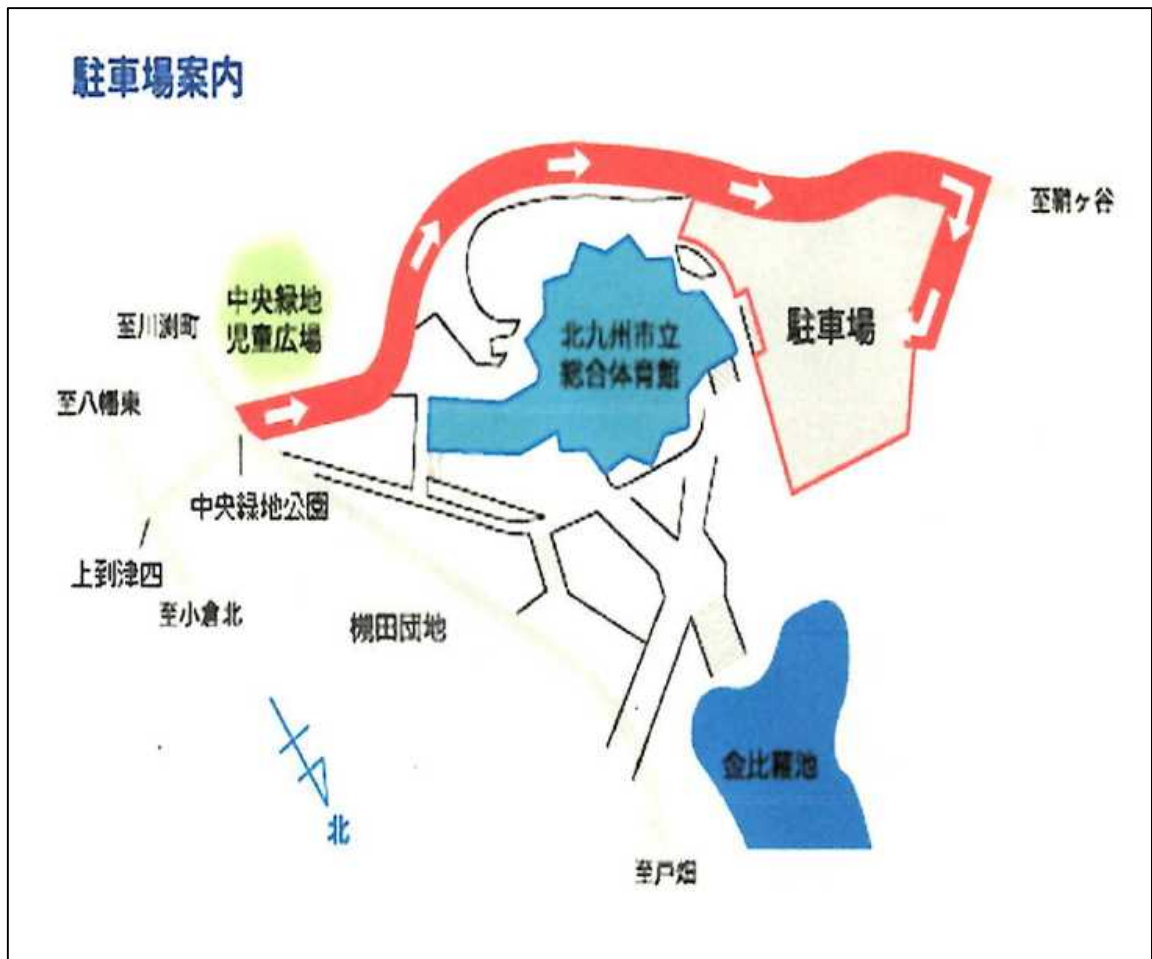 駐車場案内
至鞘ヶ谷
中央緑地
児童広場
至川渕町
北九州市立
総合体育館
駐車場
至八幡東
中央緑地公園
上到津四
至小倉北
槻田団地
金比羅池
北
至戸畑